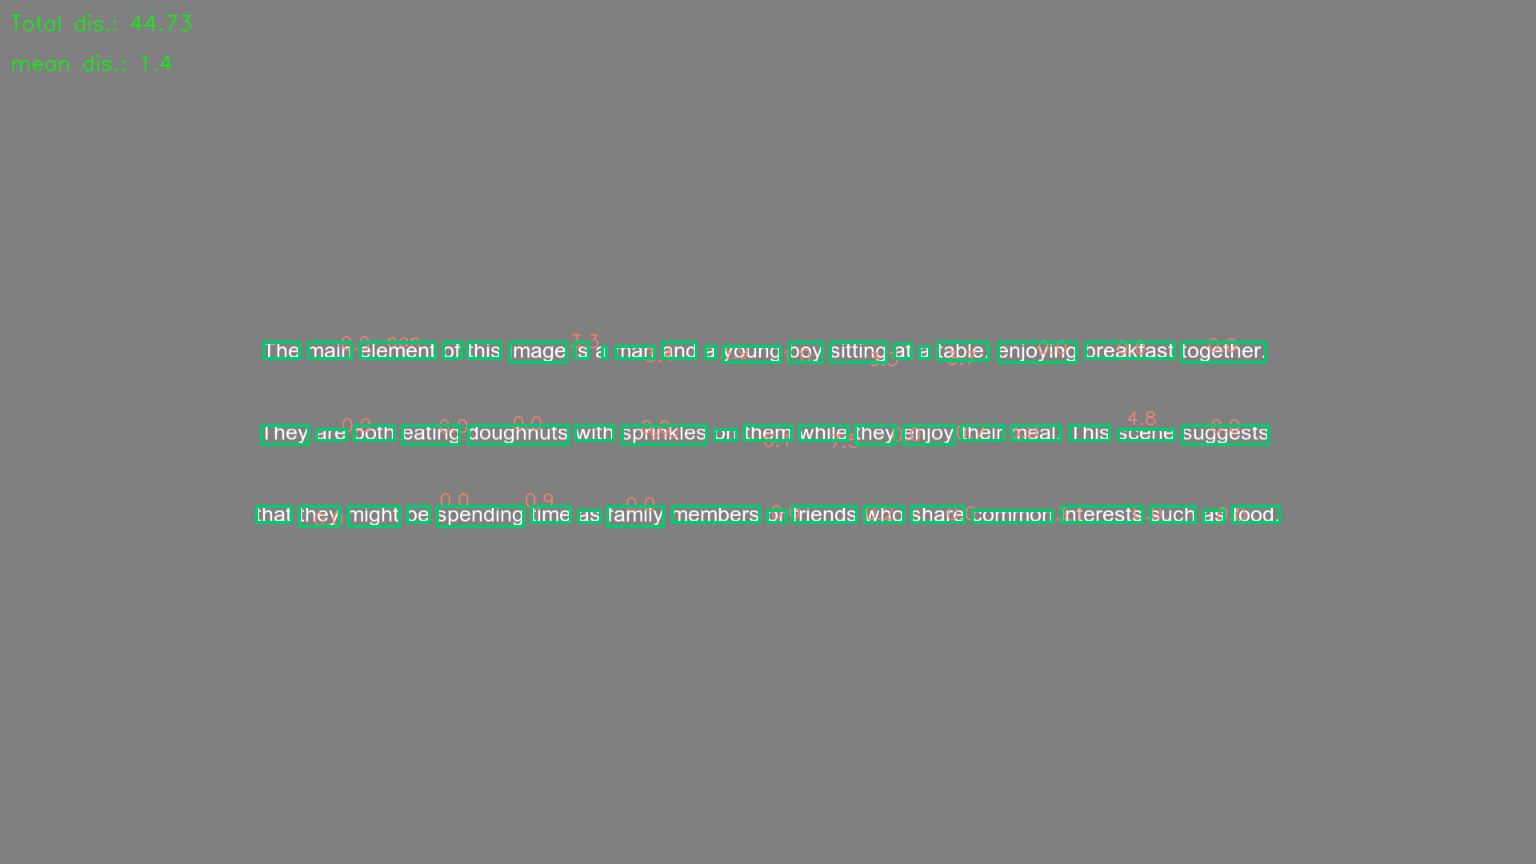 Total dis.: 44.73
mean dis.: 1.4
The main element of this image is a man and a young boy sitting at a table, enjoying breakfast together.
They are both eating doughnuts with sprinkles on them while they enjoy their meal. This scene suggests
that they might be spending time as family members or friends who share common interests such as food.